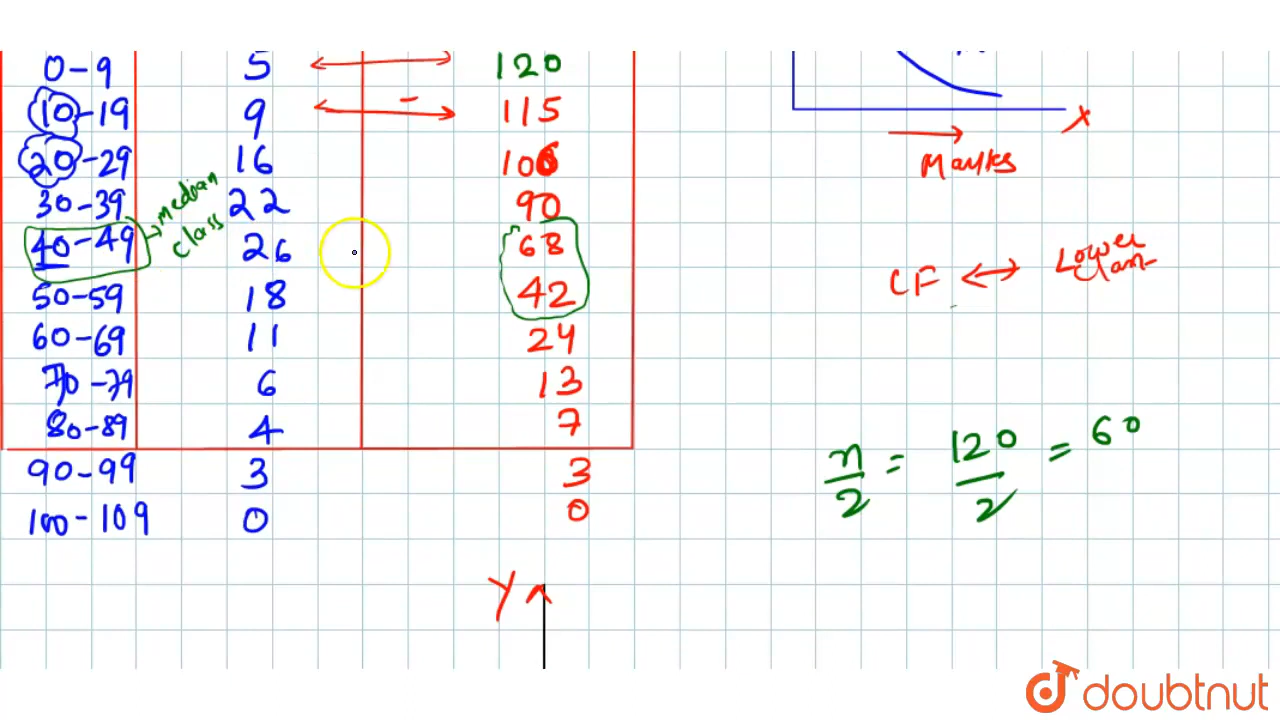 0-9 5 120
10-19 9 - 115
20-29 16 106
30-39 22 90
40-49 → median class 26 68
50-59 18 42
60-69 11 24
70-79 6 13
80-89 4 7
90-99 3 3
100-109 0 0
Y
X
Marks
CF ↔ Lower
n/2 = 120/2 = 60
doubtnut